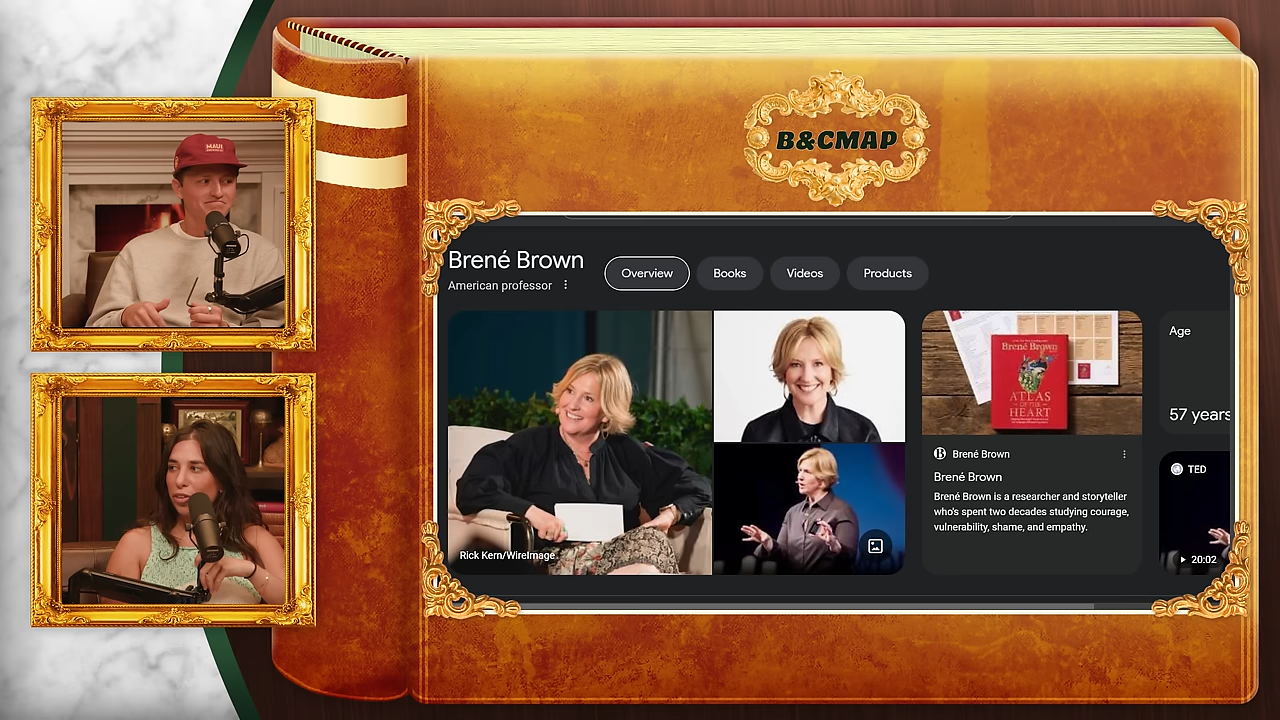 MAUI
B&CMAP
Brené Brown
American professor
Overview
Books
Videos
Products
Rick Kern/WireImage
Brené Brown
ATLAS
OF THE
HEART
Brené Brown
Brené Brown
Brené Brown is a researcher and storyteller
who's spent two decades studying courage,
vulnerability, shame, and empathy.
Age
57 years
TED
20:02